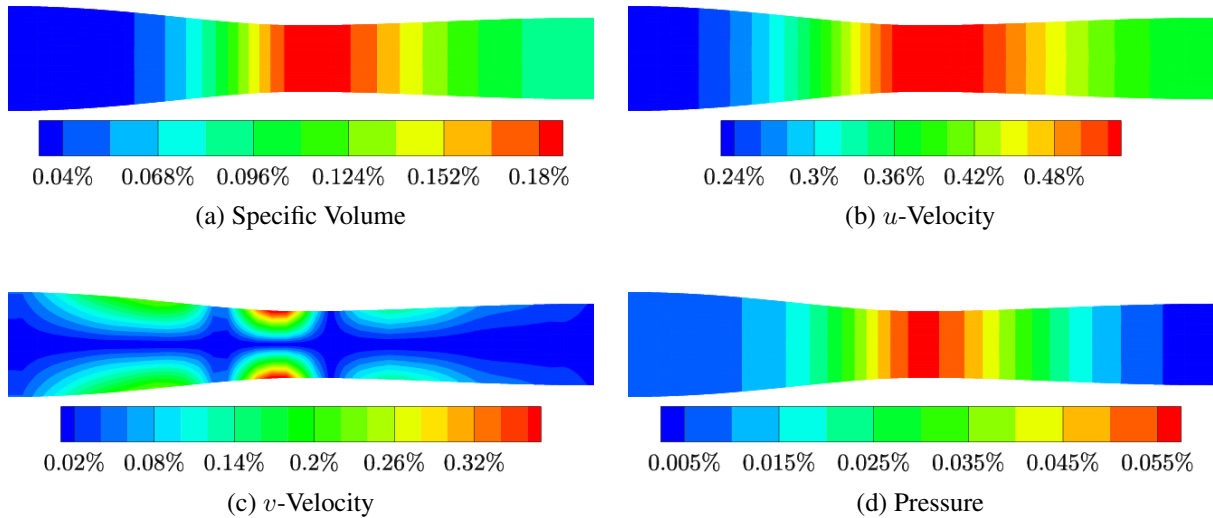 0.04% 0.068% 0.096% 0.124% 0.152% 0.18%
(a) Specific Volume
0.24% 0.3% 0.36% 0.42% 0.48%
(b) u-Velocity
0.02% 0.08% 0.14% 0.2% 0.26% 0.32%
(c) v-Velocity
0.005% 0.015% 0.025% 0.035% 0.045% 0.055%
(d) Pressure